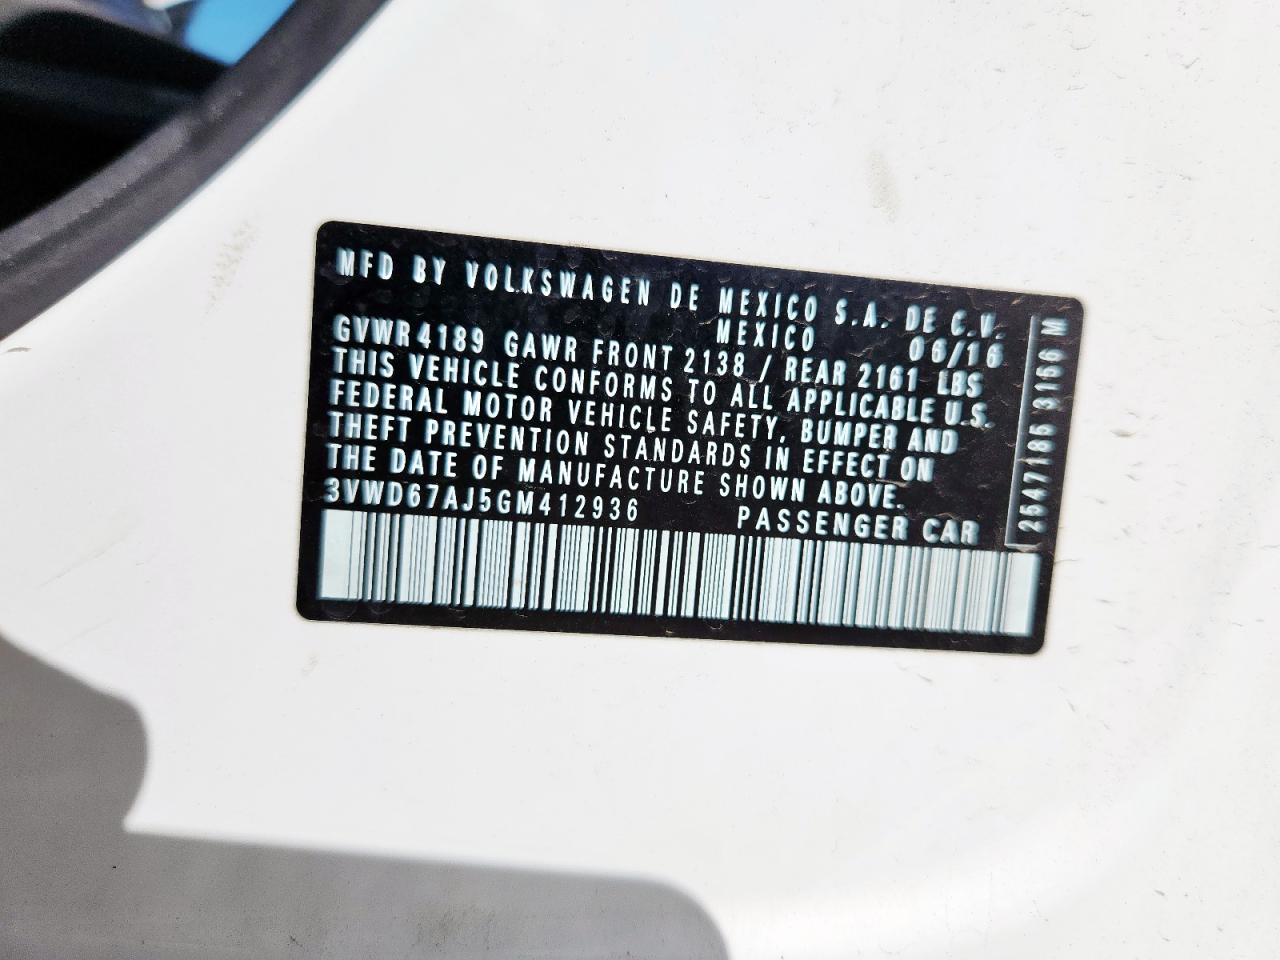 MFD BY VOLKSWAGEN DE MEXICO S.A. DE C.V.
MEXICO 06/16
GVWR 4189 GAWR FRONT 2138 / REAR 2161 LBS
THIS VEHICLE CONFORMS TO ALL APPLICABLE U.S.
FEDERAL MOTOR VEHICLE SAFETY, BUMPER AND
THEFT PREVENTION STANDARDS IN EFFECT ON
THE DATE OF MANUFACTURE SHOWN ABOVE.
3VWD67AJ5GM412936 PASSENGER CAR
2547186 3166 M